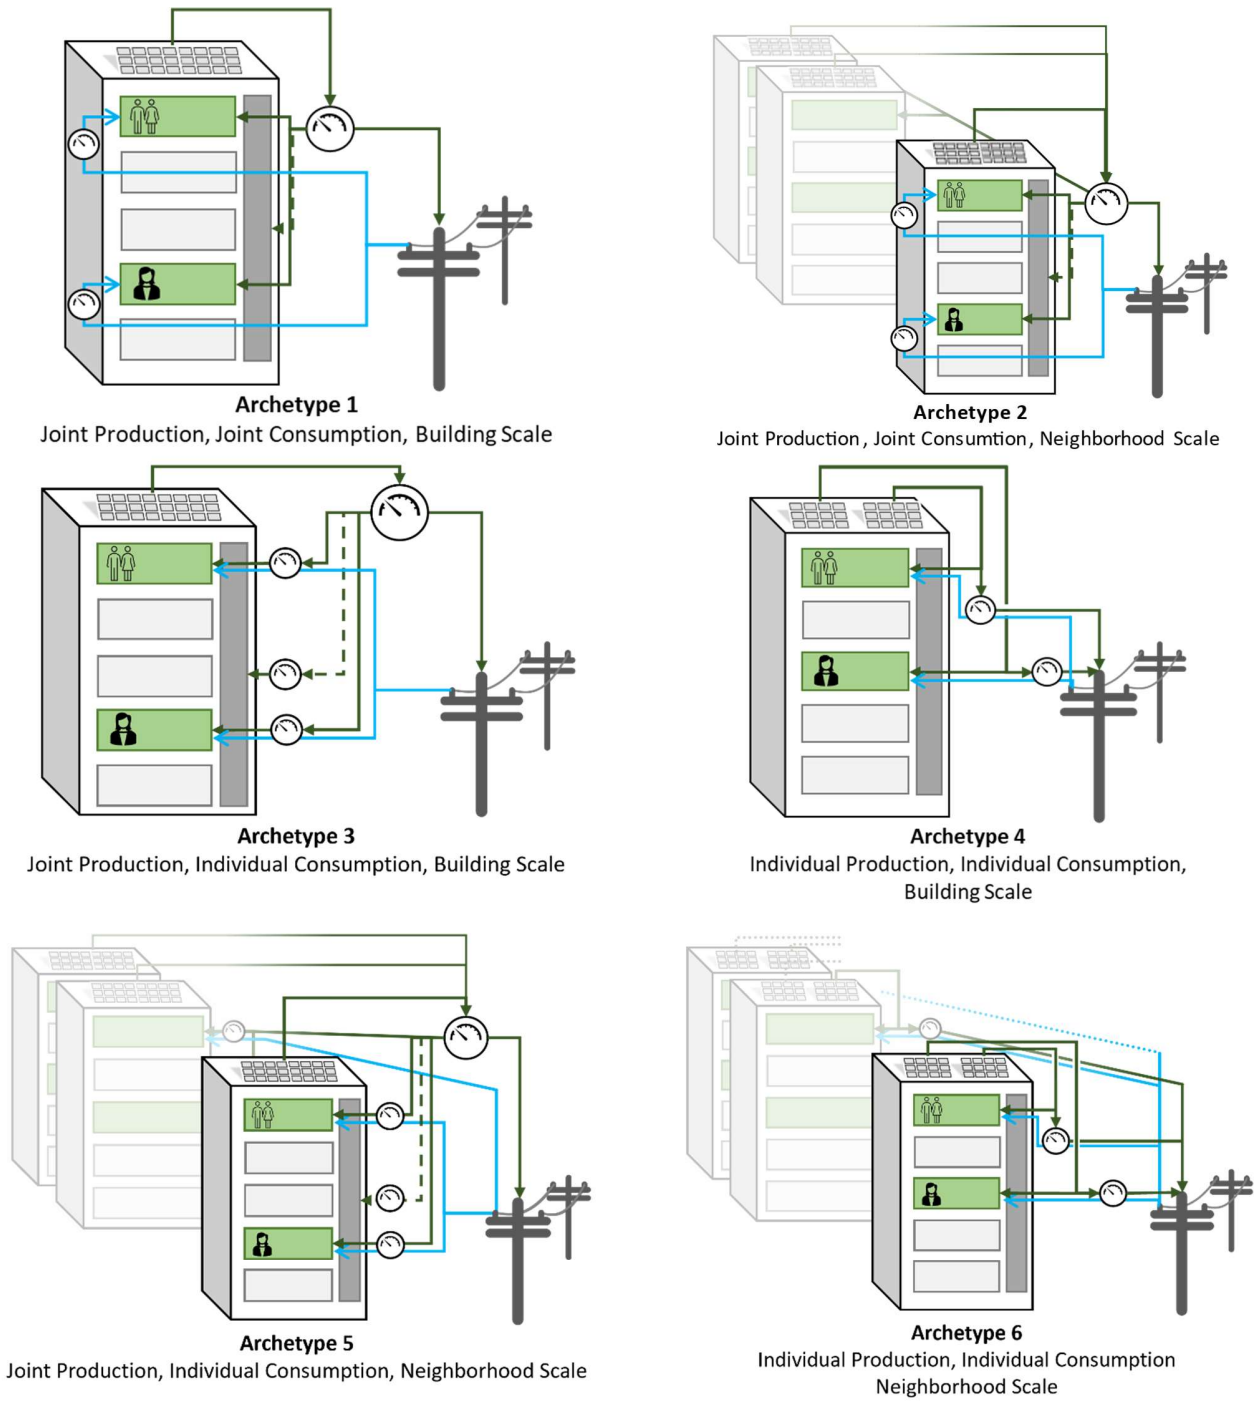 Archetype 1
Joint Production, Joint Consumption, Building Scale
Archetype 2
Joint Production, Joint Consumtion, Neighborhood Scale
Archetype 3
Joint Production, Individual Consumption, Building Scale
Archetype 4
Individual Production, Individual Consumption,
Building Scale
Archetype 5
Joint Production, Individual Consumption, Neighborhood Scale
Archetype 6
Individual Production, Individual Consumption
Neighborhood Scale